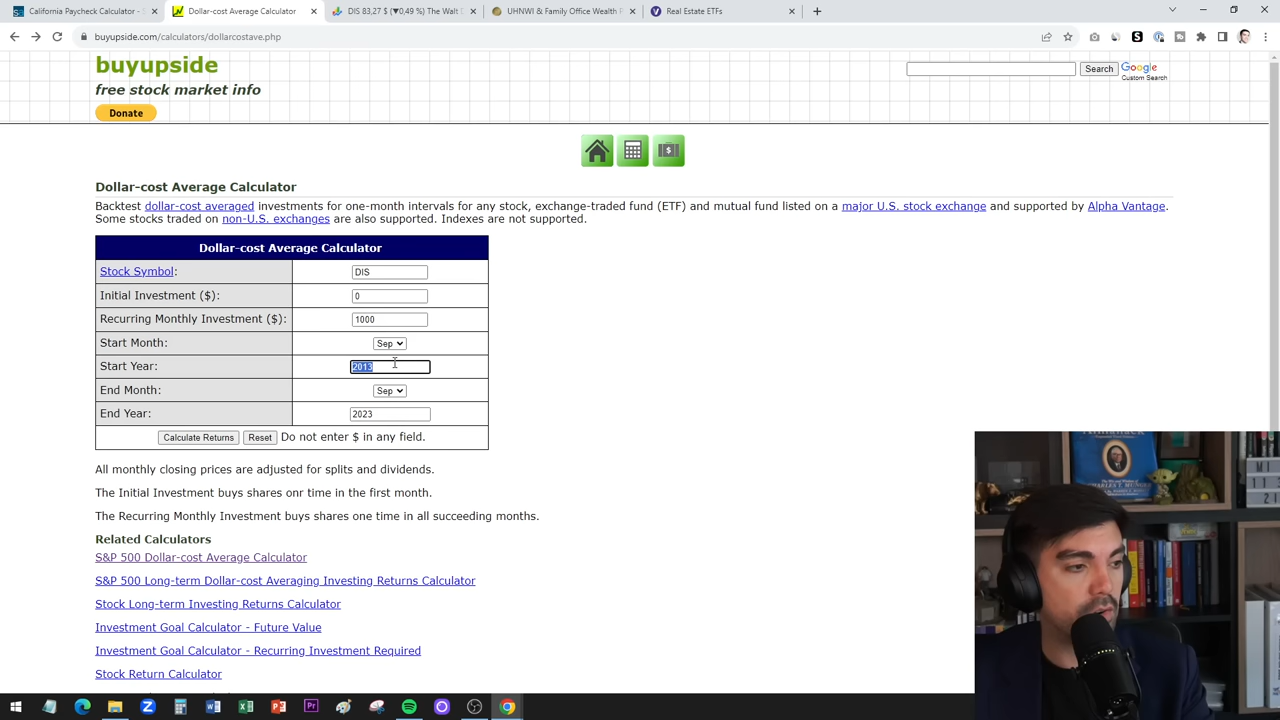 California Paycheck Calculator - S
Dollar-cost Average Calculator
DIS 83,27 $ (▼0,49 %) The Walt C
UHNWI & Family Office Wealth P
Real Estate ETFs
buyupside.com/calculators/dollarcostave.php
buyupside
free stock market info
Donate
Search
Google
Custom Search
Dollar-cost Average Calculator
Backtest dollar-cost averaged investments for one-month intervals for any stock, exchange-traded fund (ETF) and mutual fund listed on a major U.S. stock exchange and supported by Alpha Vantage.
Some stocks traded on non-U.S. exchanges are also supported. Indexes are not supported.
Dollar-cost Average Calculator
Stock Symbol: DIS
Initial Investment ($): 0
Recurring Monthly Investment ($): 1000
Start Month: Sep
Start Year: 2013
End Month: Sep
End Year: 2023
Calculate Returns Reset Do not enter $ in any field.
All monthly closing prices are adjusted for splits and dividends.
The Initial Investment buys shares onr time in the first month.
The Recurring Monthly Investment buys shares one time in all succeeding months.
Related Calculators
S&P 500 Dollar-cost Average Calculator
S&P 500 Long-term Dollar-cost Averaging Investing Returns Calculator
Stock Long-term Investing Returns Calculator
Investment Goal Calculator - Future Value
Investment Goal Calculator - Recurring Investment Required
Stock Return Calculator